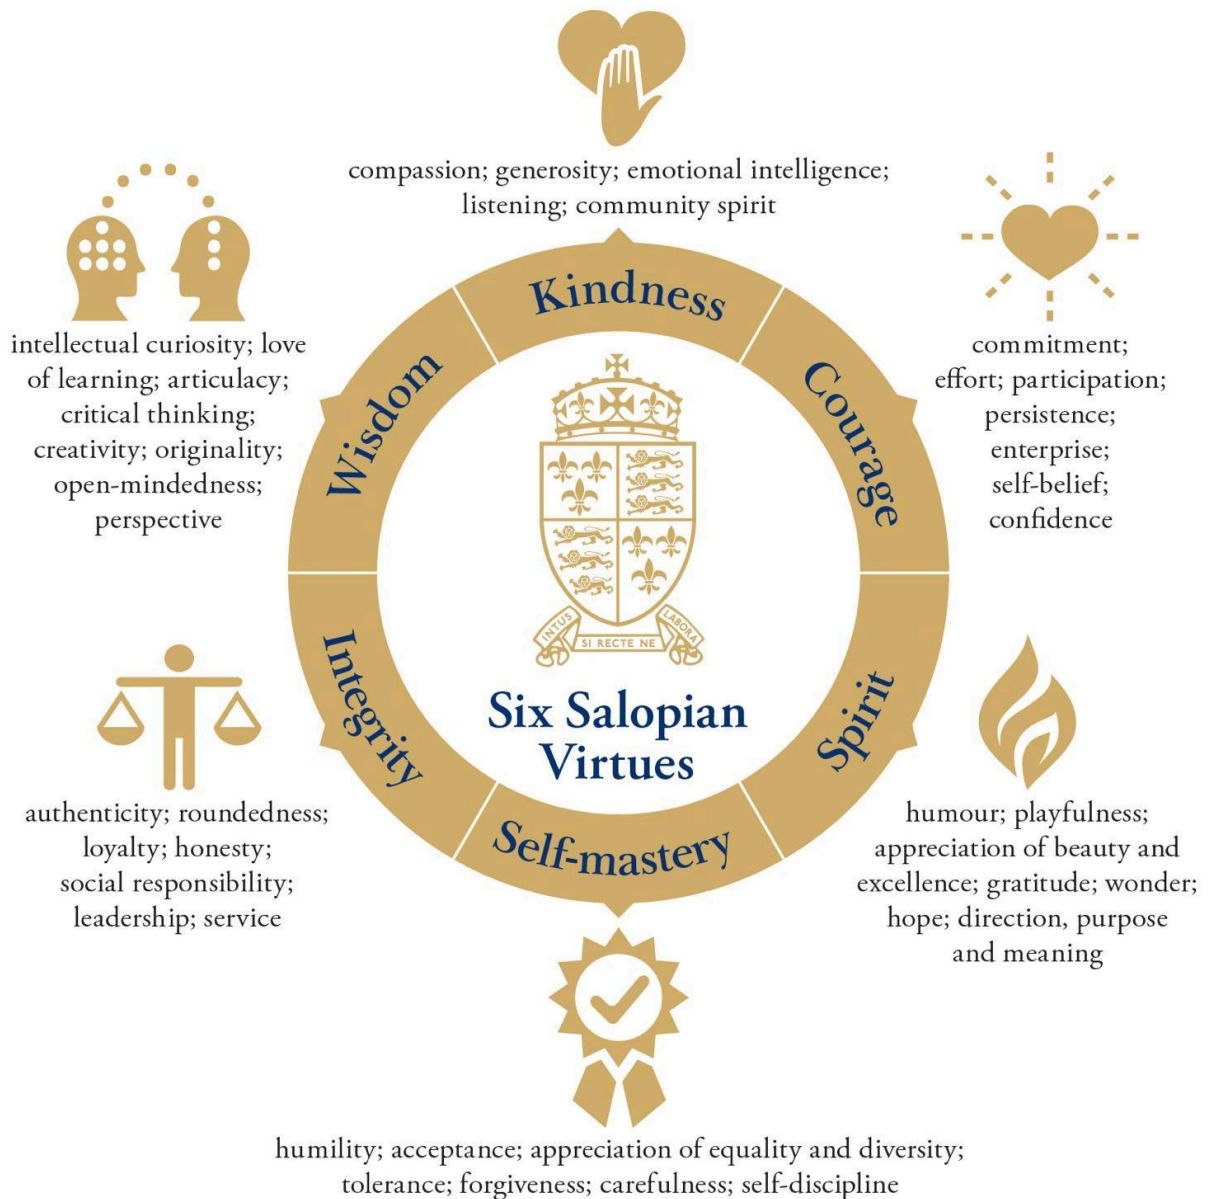 compassion; generosity; emotional intelligence;
listening; community spirit
Kindness
commitment;
effort; participation;
persistence;
enterprise;
self-belief;
confidence
Courage
humour; playfulness;
appreciation of beauty and
excellence; gratitude; wonder;
hope; direction, purpose
and meaning
Spirit
humility; acceptance; appreciation of equality and diversity;
tolerance; forgiveness; carefulness; self-discipline
Self-mastery
authenticity; roundedness;
loyalty; honesty;
social responsibility;
leadership; service
Integrity
intellectual curiosity; love
of learning; articulacy;
critical thinking;
creativity; originality;
open-mindedness;
perspective
Wisdom
INTUS SI RECTE NE LABORA
Six Salopian
Virtues